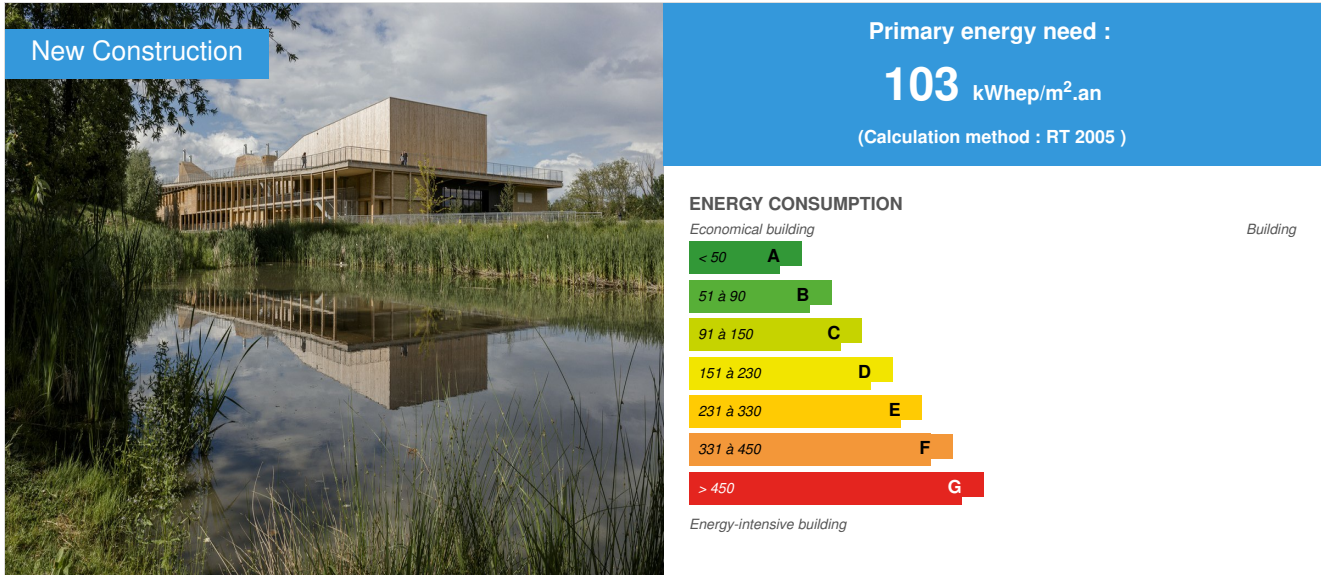 New Construction
Primary energy need :
103 kWhep/m².an
(Calculation method : RT 2005 )
ENERGY CONSUMPTION
Economical building Building
< 50 A
51 à 90 B
91 à 150 C
151 à 230 D
231 à 330 E
331 à 450 F
> 450 G
Energy-intensive building